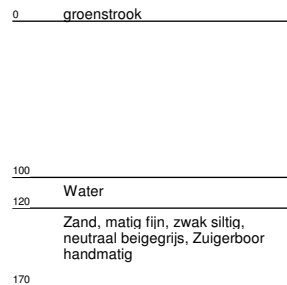 0 groenstrook
100
Water
120
Zand, matig fijn, zwak siltig,
neutraal beigegrijs, Zuigerboor
handmatig
170